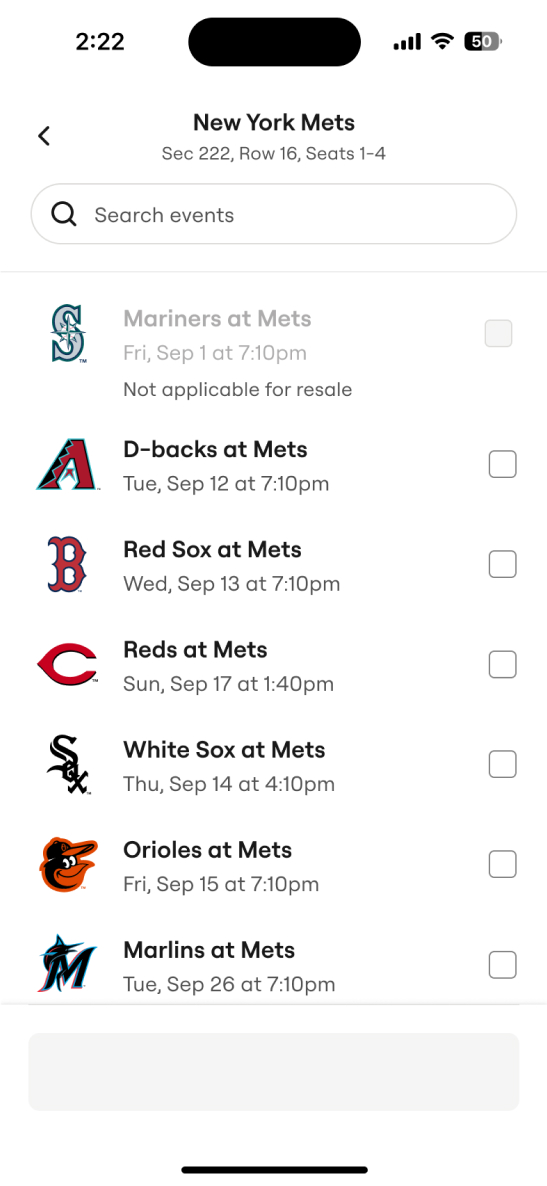 2:22
50
New York Mets
Sec 222, Row 16, Seats 1-4
Search events
Mariners at Mets
Fri, Sep 1 at 7:10pm
Not applicable for resale
D-backs at Mets
Tue, Sep 12 at 7:10pm
Red Sox at Mets
Wed, Sep 13 at 7:10pm
Reds at Mets
Sun, Sep 17 at 1:40pm
White Sox at Mets
Thu, Sep 14 at 4:10pm
Orioles at Mets
Fri, Sep 15 at 7:10pm
Marlins at Mets
Tue, Sep 26 at 7:10pm